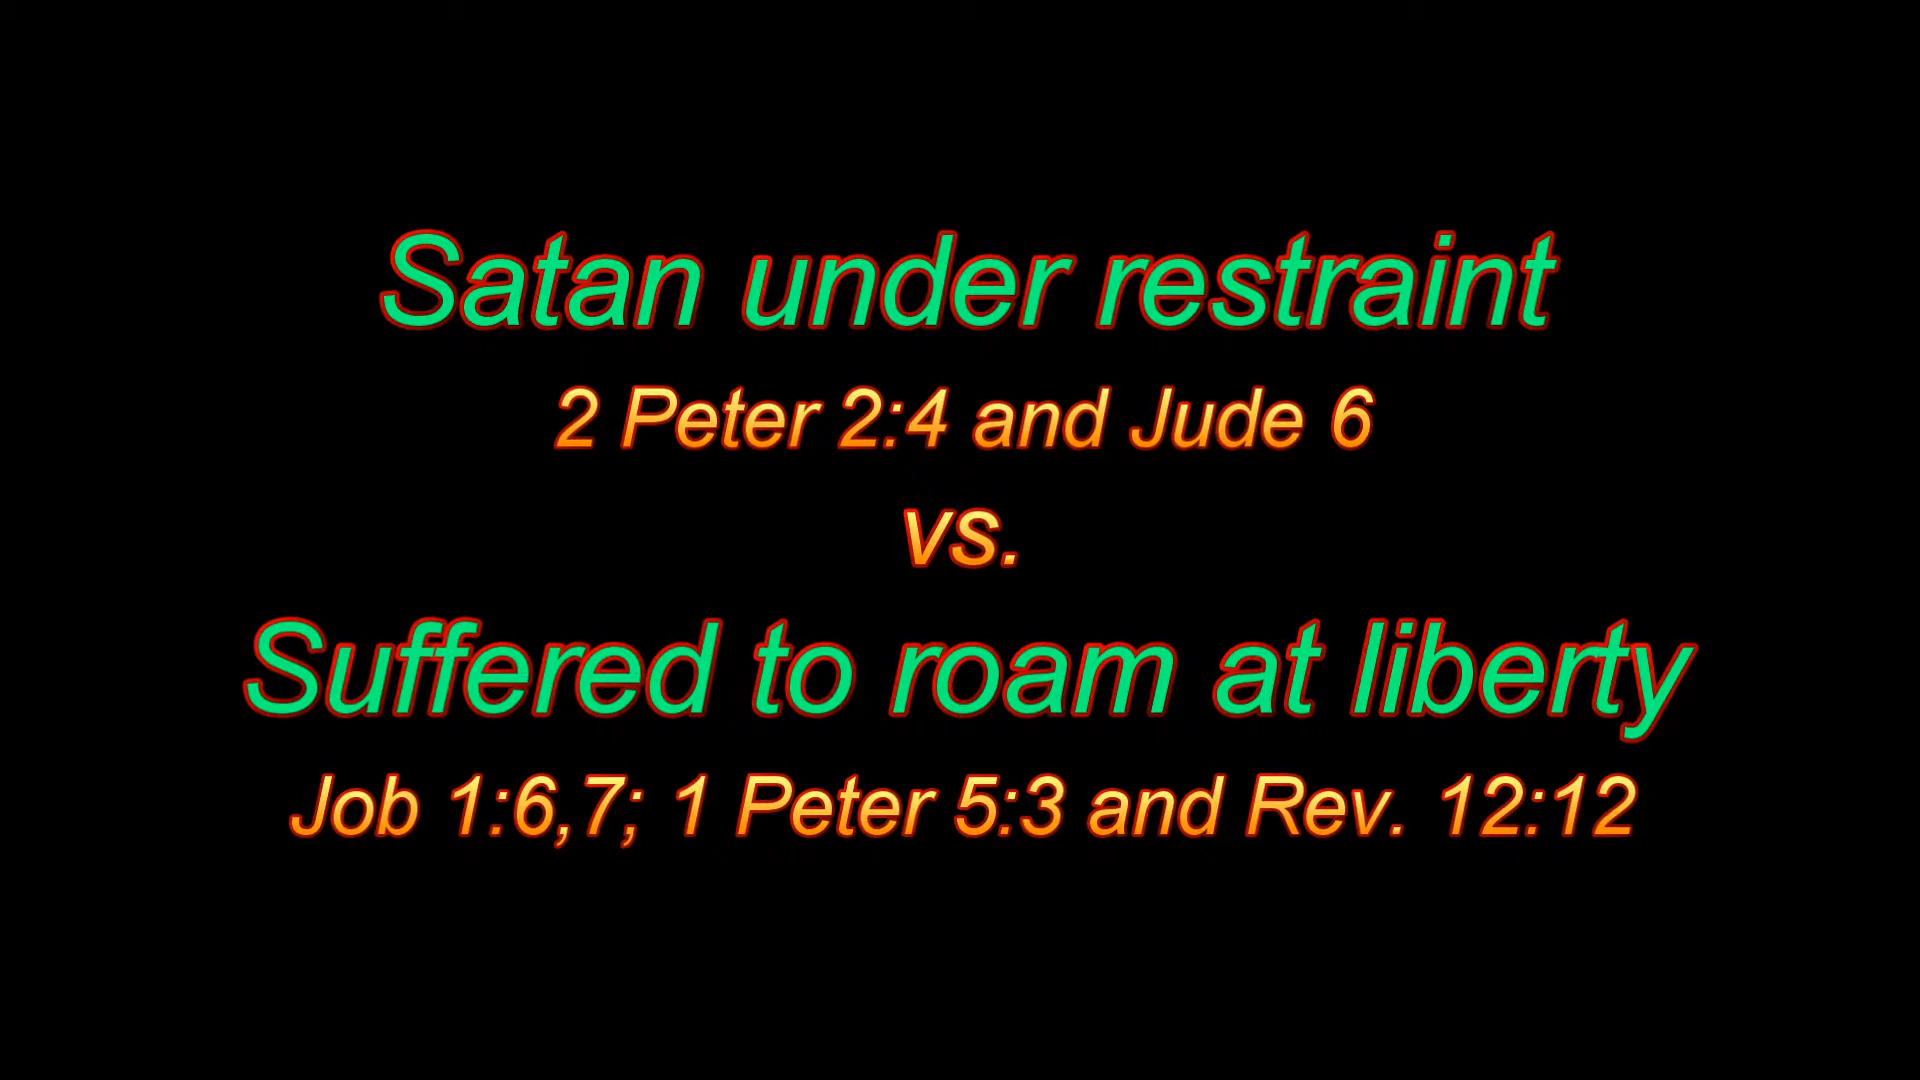 Satan under restraint
2 Peter 2:4 and Jude 6
vs.
Suffered to roam at liberty
Job 1:6,7; 1 Peter 5:3 and Rev. 12:12